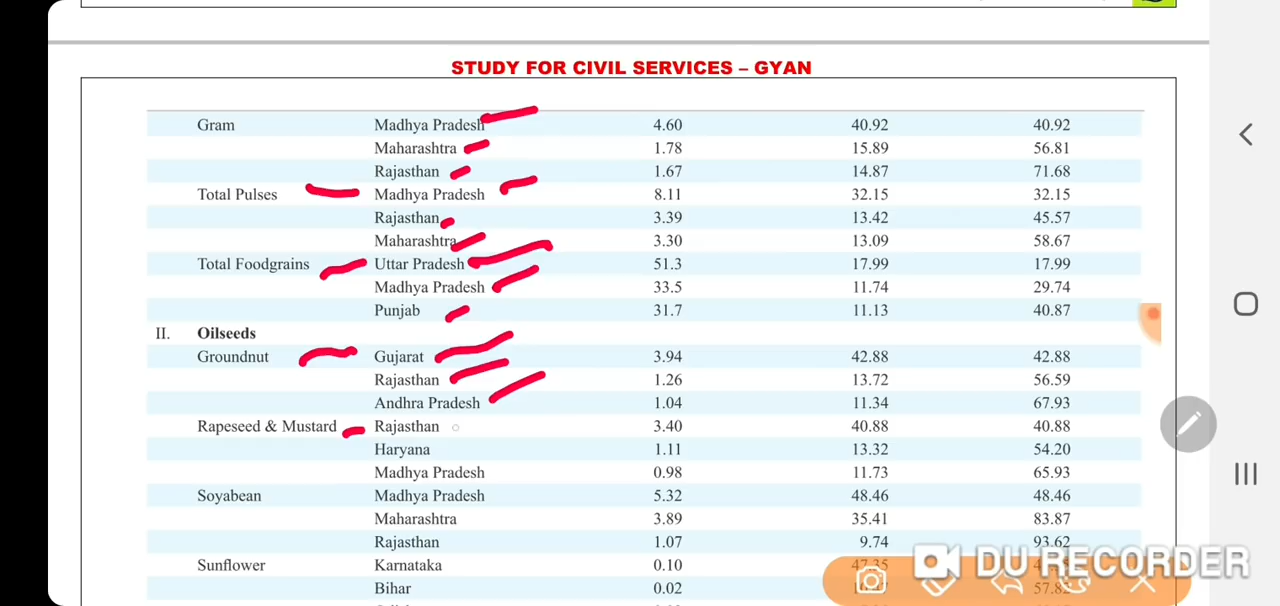 STUDY FOR CIVIL SERVICES – GYAN
Gram Madhya Pradesh 4.60 40.92 40.92
Maharashtra 1.78 15.89 56.81
Rajasthan 1.67 14.87 71.68
Total Pulses Madhya Pradesh 8.11 32.15 32.15
Rajasthan 3.39 13.42 45.57
Maharashtra 3.30 13.09 58.67
Total Foodgrains Uttar Pradesh 51.3 17.99 17.99
Madhya Pradesh 33.5 11.74 29.74
Punjab 31.7 11.13 40.87
II. Oilseeds
Groundnut Gujarat 3.94 42.88 42.88
Rajasthan 1.26 13.72 56.59
Andhra Pradesh 1.04 11.34 67.93
Rapeseed & Mustard Rajasthan 3.40 40.88 40.88
Haryana 1.11 13.32 54.20
Madhya Pradesh 0.98 11.73 65.93
Soyabean Madhya Pradesh 5.32 48.46 48.46
Maharashtra 3.89 35.41 83.87
Rajasthan 1.07 9.74 93.62
DU RECORDER
Sunflower Karnataka 0.10 47.35
Bihar 0.02 57.82